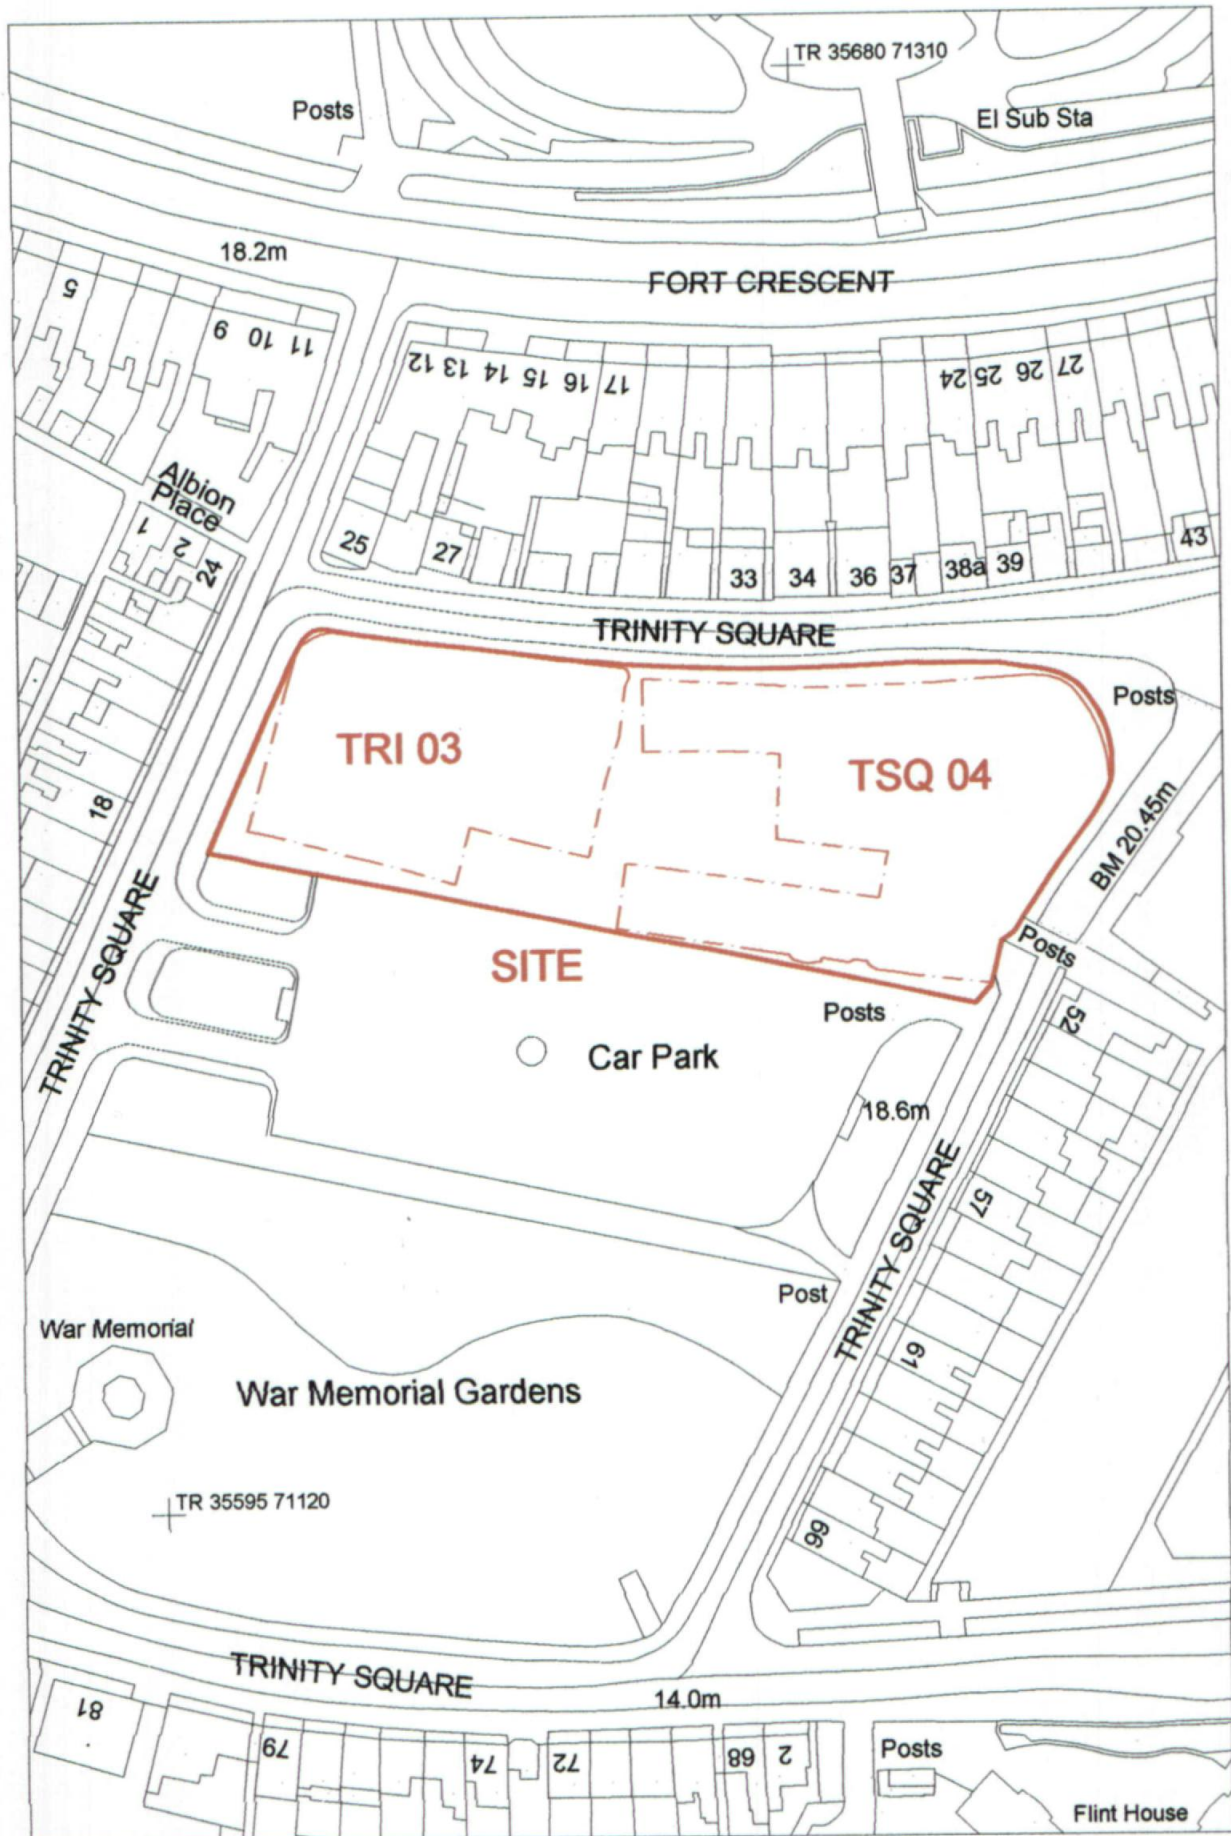 TR 35680 71310
Posts
El Sub Sta
18.2m
FORT CRESCENT
5
9 10 11
12 13 14 15 16 17
24 25 26 27
Albion
Place
1 2 24
25 27 33 34 36 37 38a 39 43
TRINITY SQUARE
Posts
TRI 03
TSQ 04
18
BM 20.45m
TRINITY SQUARE
SITE
Posts
Posts
52
Car Park
18.6m
TRINITY SQUARE
57
Post
61
War Memorial
War Memorial Gardens
TR 35595 71120
66
TRINITY SQUARE
14.0m
81
79 74 72 68 2
Posts
Flint House